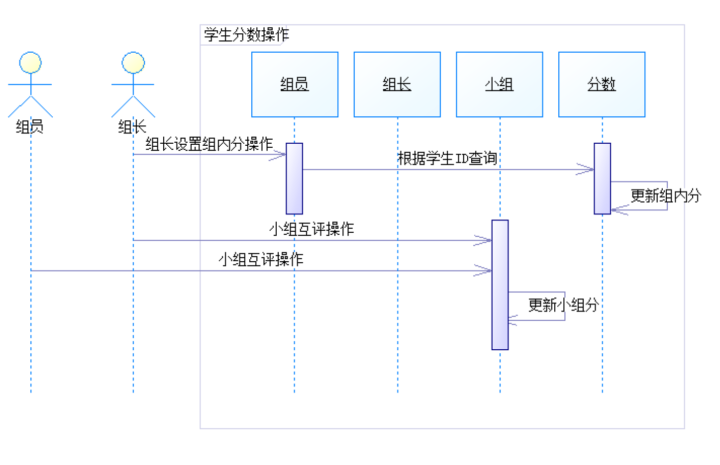 学生分数操作
组员
组长
小组
分数
组员
组长
组长设置组内分操作
根据学生ID查询
更新组内分
小组互评操作
小组互评操作
更新小组分